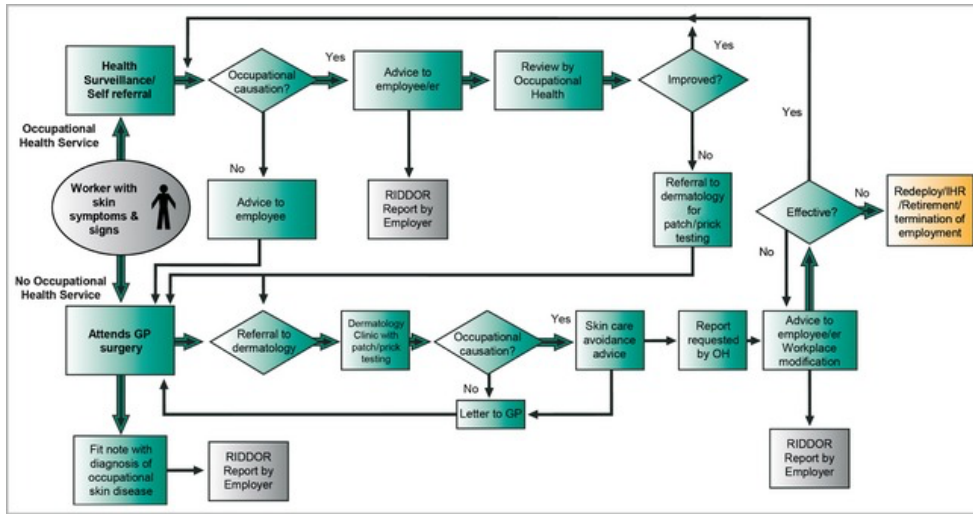 Health
Surveillance/
Self referral
Occupational
causation?
Yes
Advice to
employee/er
Review by
Occupational
Health
Improved?
Yes
Yes
Occupational
Health Service
No
No
Worker with
skin
symptoms &
signs
Advice to
employee
RIDDOR
Report by
Employer
Referral to
dermatology
for
patch/prick
testing
Effective?
No
Redeploy/IHR
/Retirement/
termination of
employment
No
No Occupational
Health Service
Attends GP
surgery
Referral to
dermatology
Dermatology
Clinic with
patch/prick
testing
Occupational
causation?
Yes
Skin care
avoidance
advice
Report
requested
by OH
Advice to
employee/er
Workplace
modification
No
Letter to GP
Fit note with
diagnosis of
occupational
skin disease
RIDDOR
Report by
Employer
RIDDOR
Report by
Employer